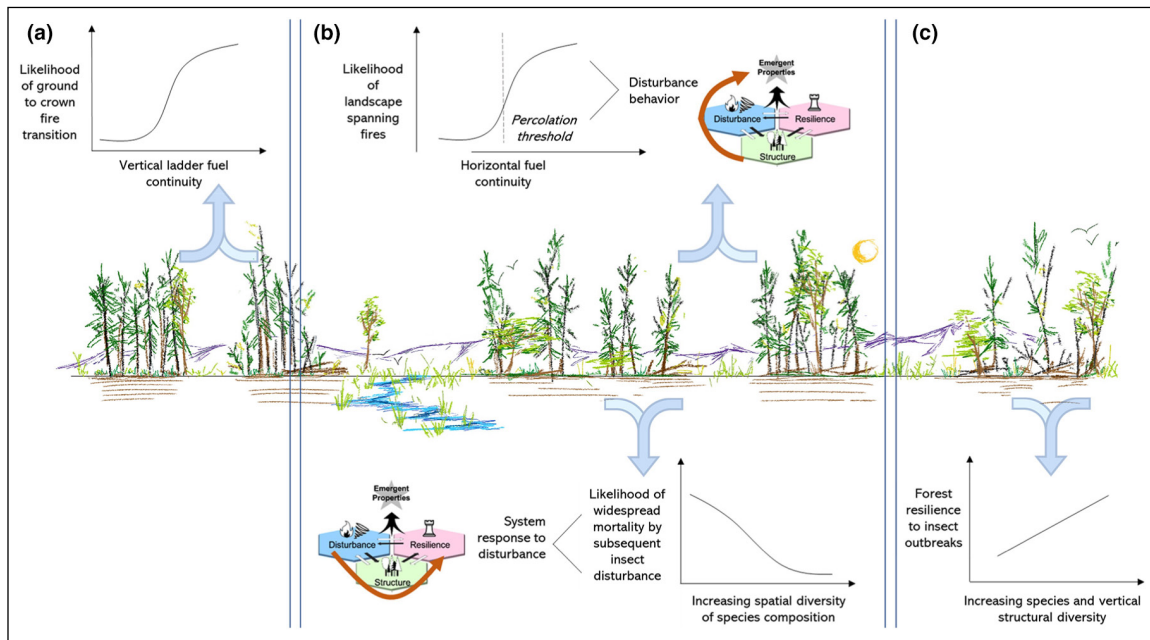 (a)
Likelihood
of ground
to crown
fire
transition
Vertical ladder fuel
continuity
(b)
Likelihood
of
landscape
spanning
fires
Percolation
threshold
Horizontal fuel
continuity
Disturbance
behavior
Emergent
Properties
Disturbance
Resilience
Structure
(c)
Emergent
Properties
Disturbance
Resilience
Structure
System
response to
disturbance
Likelihood of
widespread
mortality by
subsequent
insect
disturbance
Increasing spatial diversity
of species composition
Forest
resilience
to insect
outbreaks
Increasing species and vertical
structural diversity